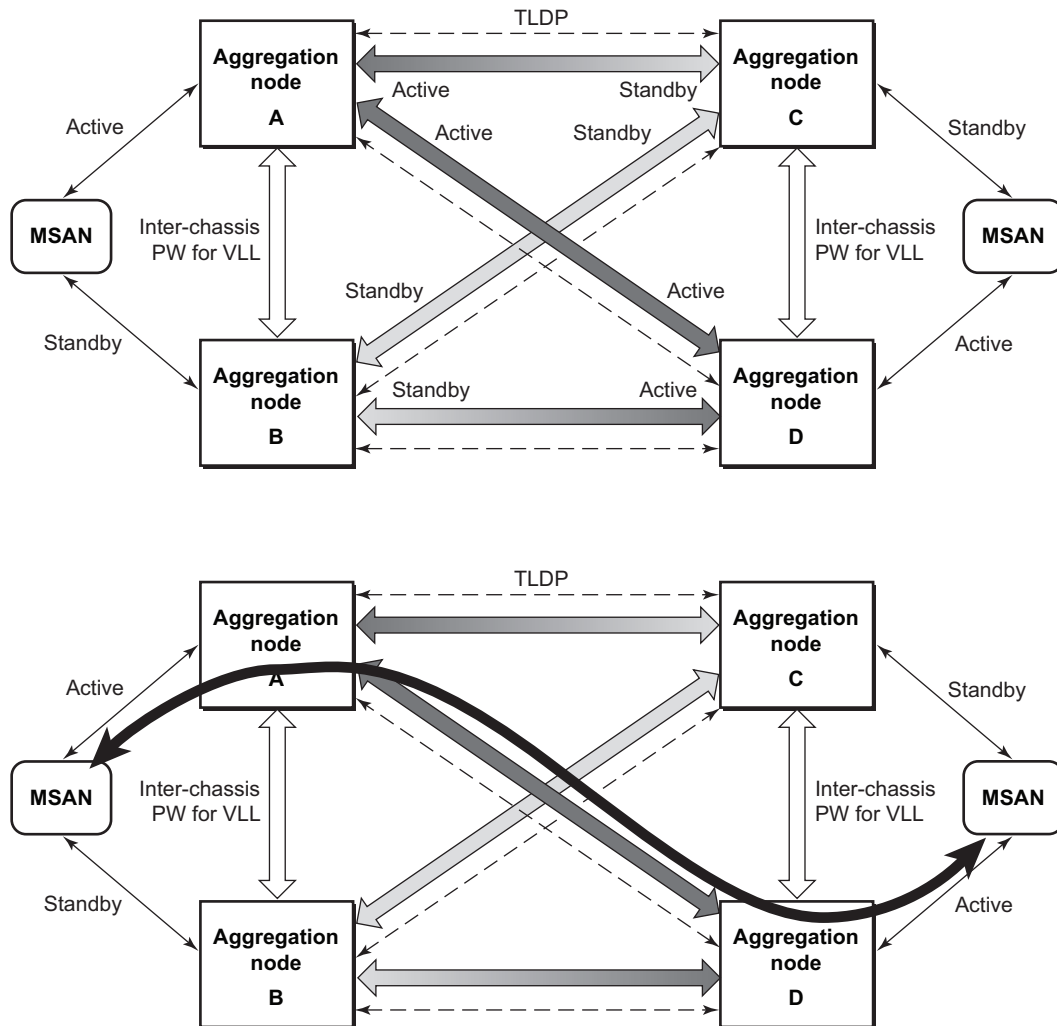 TLDP
Aggregation
node
A
Aggregation
node
C
Active
Standby
Active
Standby
Active
Standby
MSAN
Inter-chassis
PW for VLL
Inter-chassis
PW for VLL
MSAN
Standby
Active
Standby
Active
Standby
Active
Aggregation
node
B
Aggregation
node
D
TLDP
Aggregation
node
A
Aggregation
node
C
Active
Standby
MSAN
Inter-chassis
PW for VLL
Inter-chassis
PW for VLL
MSAN
Standby
Active
Aggregation
node
B
Aggregation
node
D